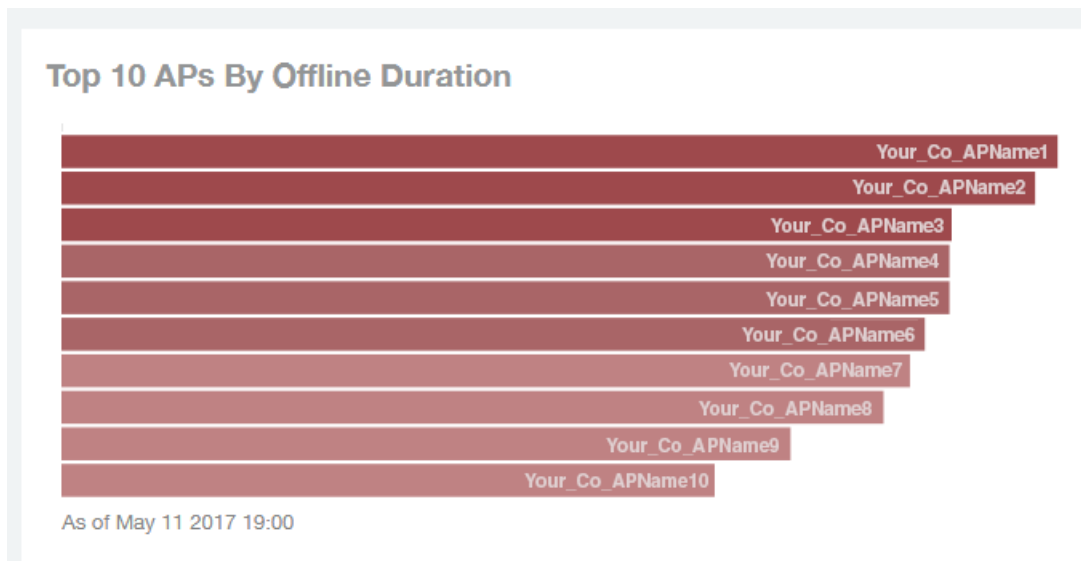 Top 10 APs By Offline Duration
Your_Co_APName1
Your_Co_APName2
Your_Co_APName3
Your_Co_APName4
Your_Co_APName5
Your_Co_APName6
Your_Co_APName7
Your_Co_APName8
Your_Co_APName9
Your_Co_APName10
As of May 11 2017 19:00